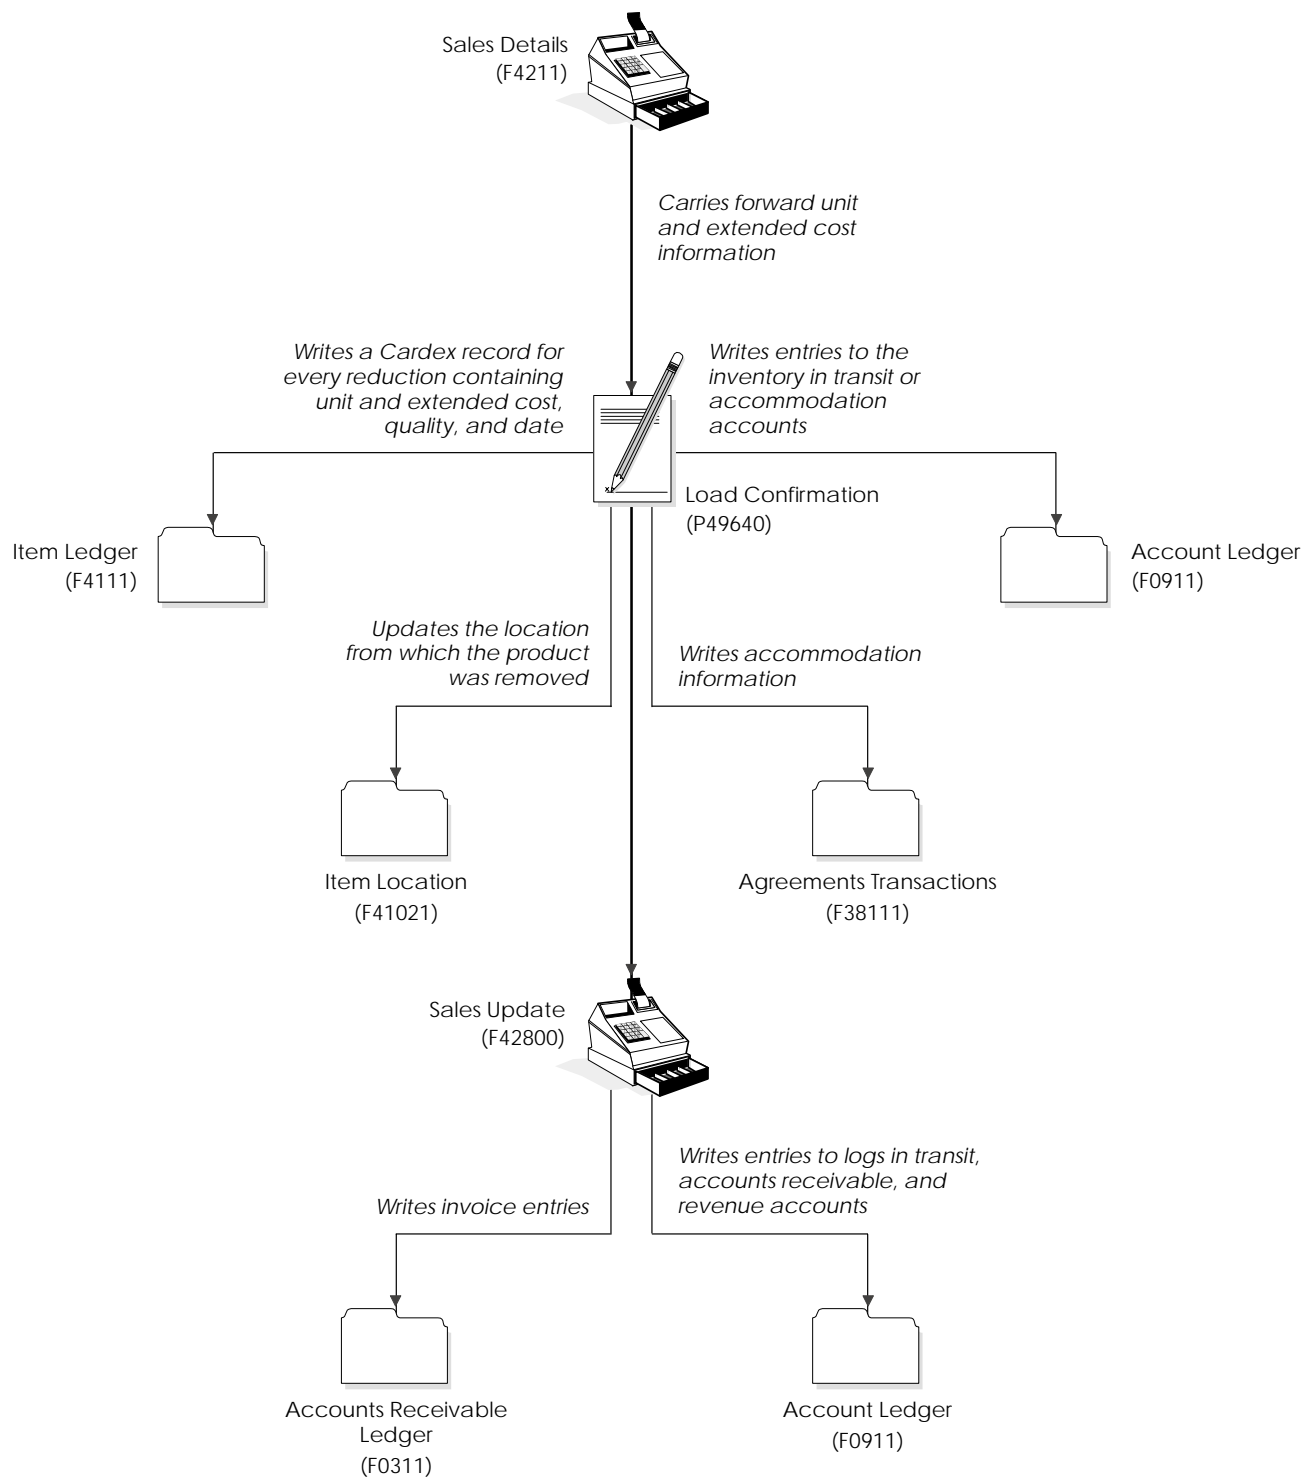 Sales Details
(F4211)
Carries forward unit
and extended cost
information
Writes a Cardex record for
every reduction containing
unit and extended cost,
quality, and date
Writes entries to the
inventory in transit or
accommodation
accounts
Load Confirmation
(P49640)
Item Ledger
(F4111)
Account Ledger
(F0911)
Updates the location
from which the product
was removed
Writes accommodation
information
Item Location
(F41021)
Agreements Transactions
(F38111)
Sales Update
(F42800)
Writes invoice entries
Writes entries to logs in transit,
accounts receivable, and
revenue accounts
Accounts Receivable
Ledger
(F0311)
Account Ledger
(F0911)